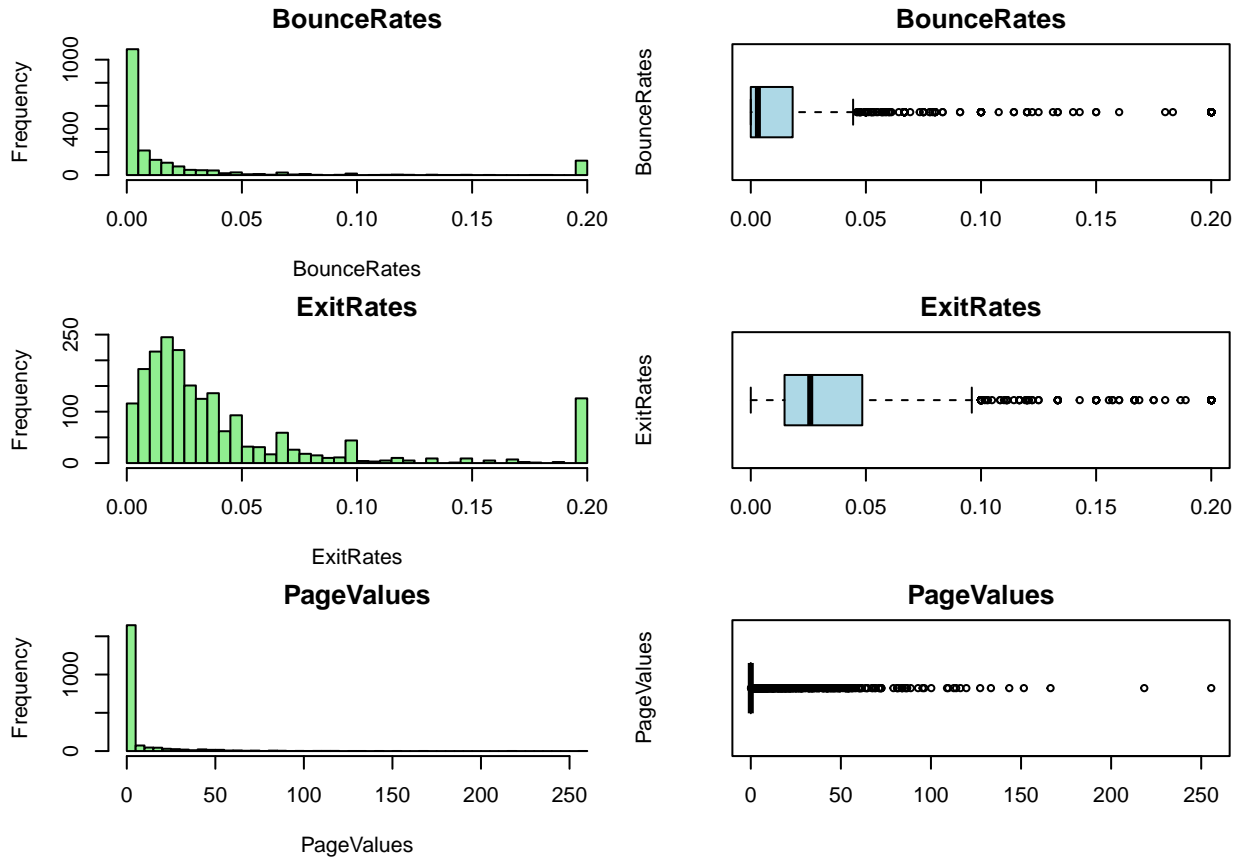 BounceRates
Frequency
0 400 1000
0.00 0.05 0.10 0.15 0.20
BounceRates
BounceRates
BounceRates
0.00 0.05 0.10 0.15 0.20
ExitRates
Frequency
0 100 250
0.00 0.05 0.10 0.15 0.20
ExitRates
ExitRates
ExitRates
0.00 0.05 0.10 0.15 0.20
PageValues
Frequency
0 1000
0 50 100 150 200 250
PageValues
PageValues
PageValues
0 50 100 150 200 250